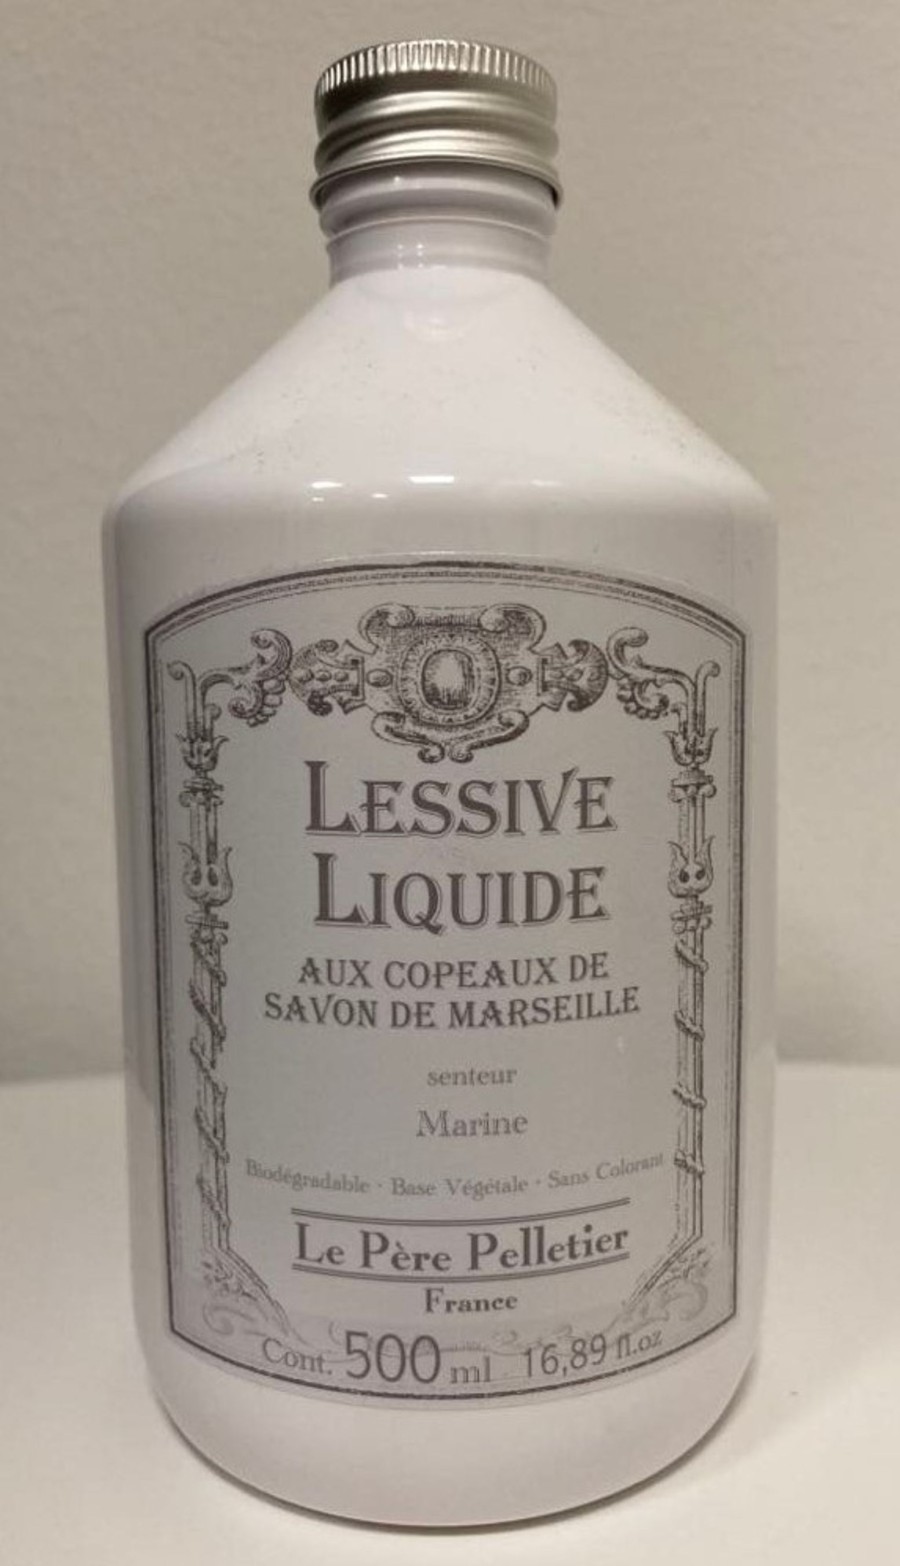 LESSIVE
LIQUIDE
AUX COPEAUX DE
SAVON DE MARSEILLE
senteur
Marine
Biodégradable · Base Végétale · Sans Colorant
Le Père Pelletier
France
Cont. 500 ml 16,89 fl.oz